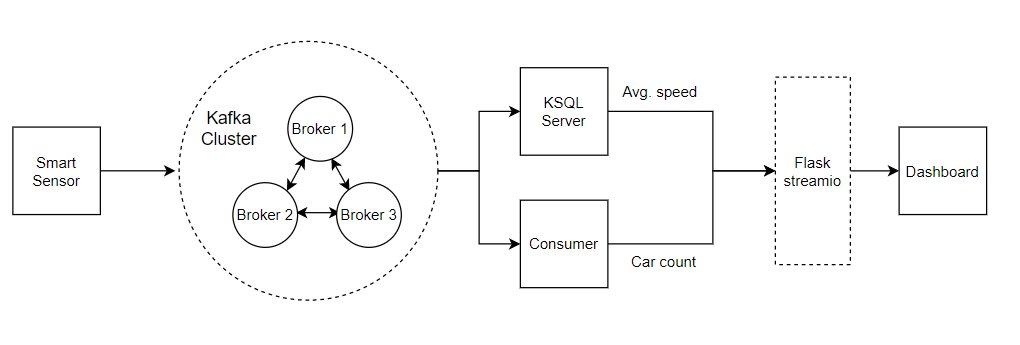 Smart
Sensor
Kafka
Cluster
Broker 1
Broker 2
Broker 3
KSQL
Server
Avg. speed
Consumer
Car count
Flask
streamio
Dashboard